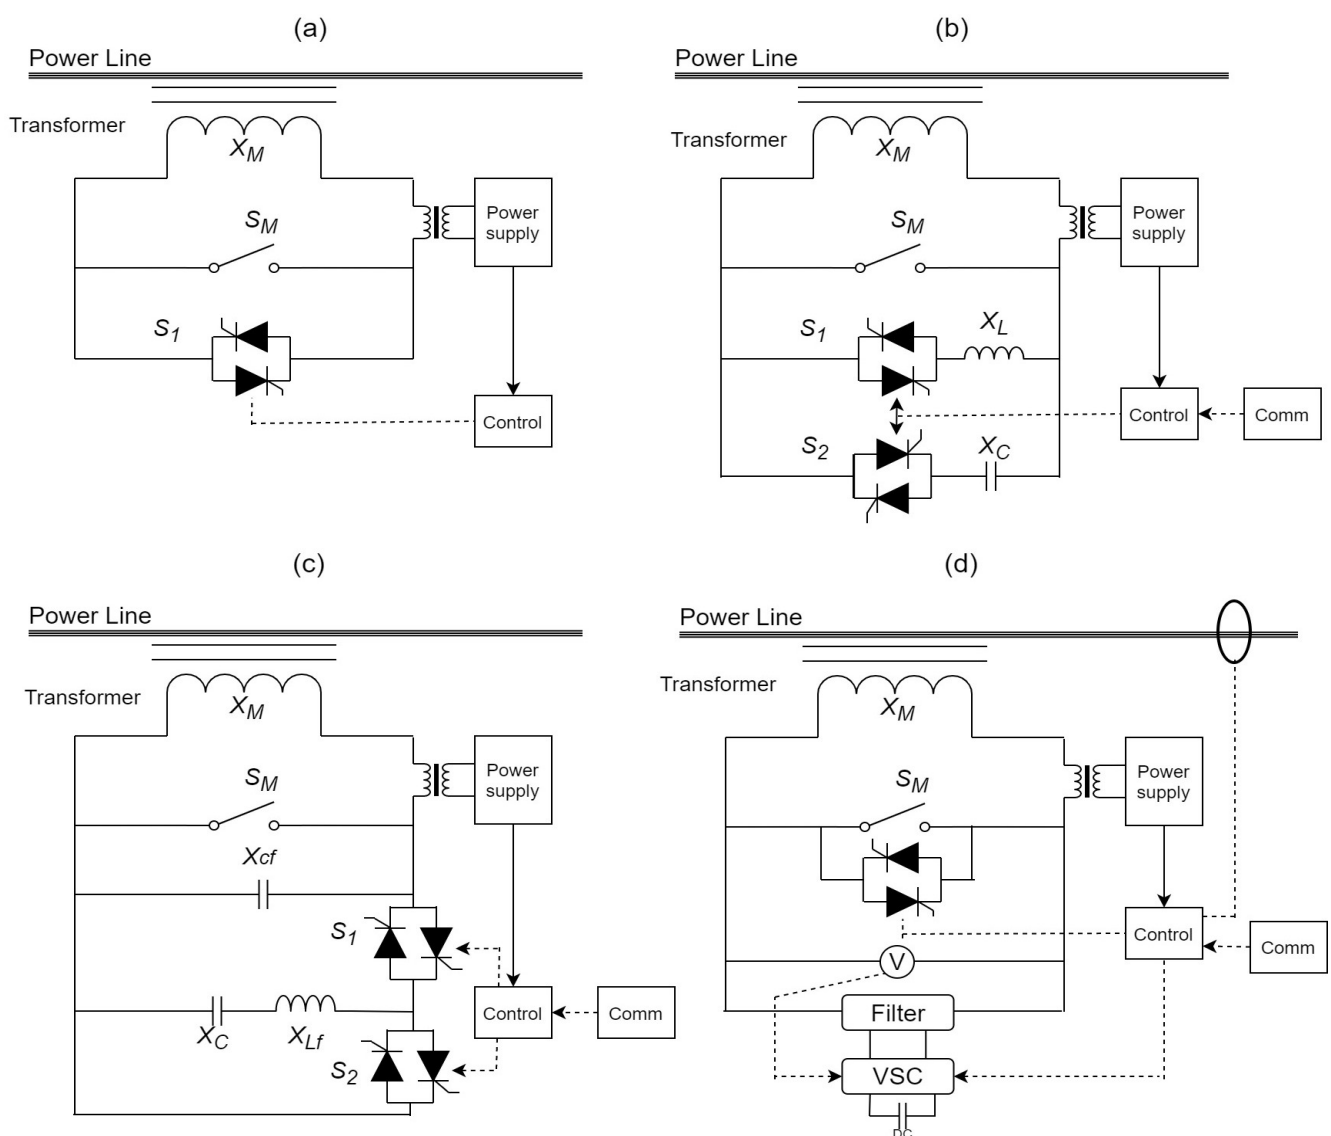 (a)
Power Line
Transformer
X_M
S_M
Power
supply
S_1
Control
(b)
Power Line
Transformer
X_M
S_M
Power
supply
S_1
X_L
Control
Comm
S_2
X_C
(c)
Power Line
Transformer
X_M
S_M
Power
supply
Xcf
S_1
Control
Comm
X_C
X_Lf
S_2
(d)
Power Line
Transformer
X_M
S_M
Power
supply
Control
Comm
V
Filter
VSC
DC